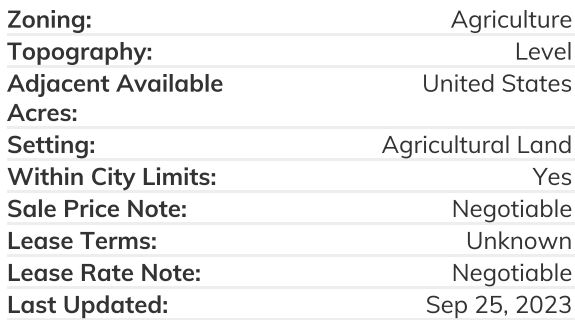 Zoning: Agriculture
Topography: Level
Adjacent Available United States
Acres:
Setting: Agricultural Land
Within City Limits: Yes
Sale Price Note: Negotiable
Lease Terms: Unknown
Lease Rate Note: Negotiable
Last Updated: Sep 25, 2023